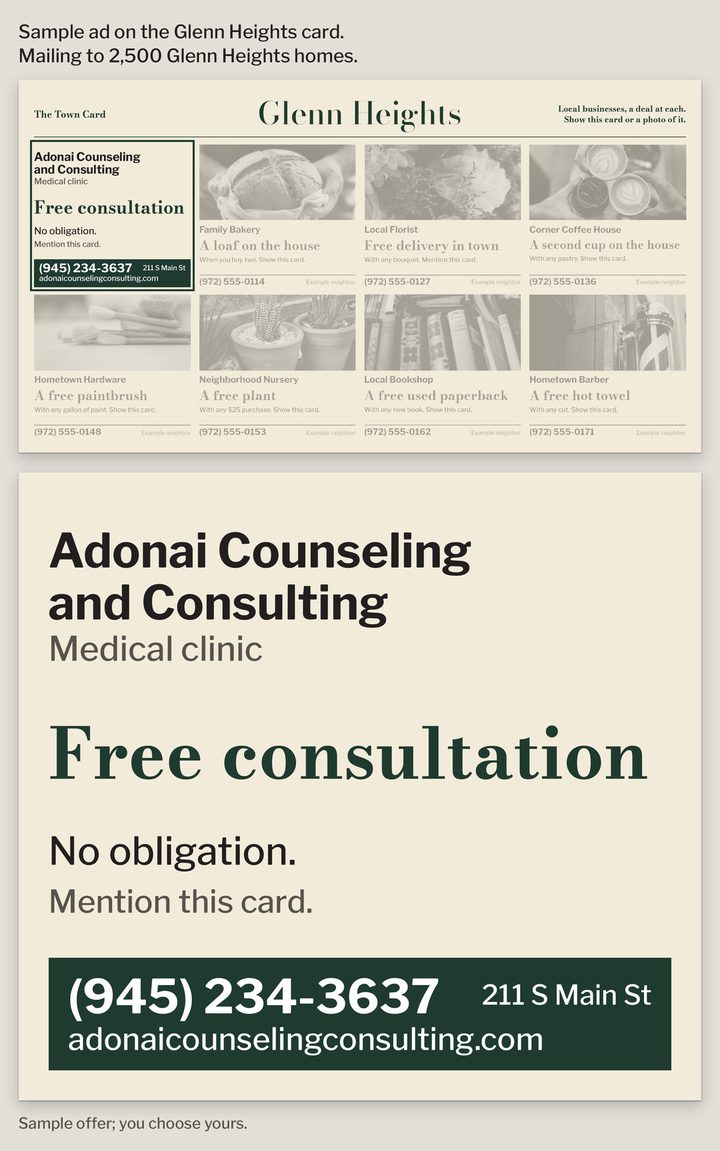 Sample ad on the Glenn Heights card.
Mailing to 2,500 Glenn Heights homes.
The Town Card
Glenn Heights
Local businesses, a deal at each.
Show this card or a photo of it.
Adonai Counseling
and Consulting
Medical clinic
Free consultation
No obligation.
Mention this card.
(945) 234-3637 211 S Main St
adonaicounselingconsulting.com
Family Bakery
A loaf on the house
When you buy two. Show this card.
(972) 555-0114 Example neighbor
Local Florist
Free delivery in town
With any bouquet. Mention this card.
(972) 555-0127 Example neighbor
Corner Coffee House
A second cup on the house
With any pastry. Show this card.
(972) 555-0136 Example neighbor
Hometown Hardware
A free paintbrush
With any gallon of paint. Show this card.
(972) 555-0148 Example neighbor
Neighborhood Nursery
A free plant
With any $25 purchase. Show this card.
(972) 555-0153 Example neighbor
Local Bookshop
A free used paperback
With any new book. Show this card.
(972) 555-0162 Example neighbor
Hometown Barber
A free hot towel
With any cut. Show this card.
(972) 555-0171 Example neighbor
Adonai Counseling
and Consulting
Medical clinic
Free consultation
No obligation.
Mention this card.
(945) 234-3637 211 S Main St
adonaicounselingconsulting.com
Sample offer; you choose yours.